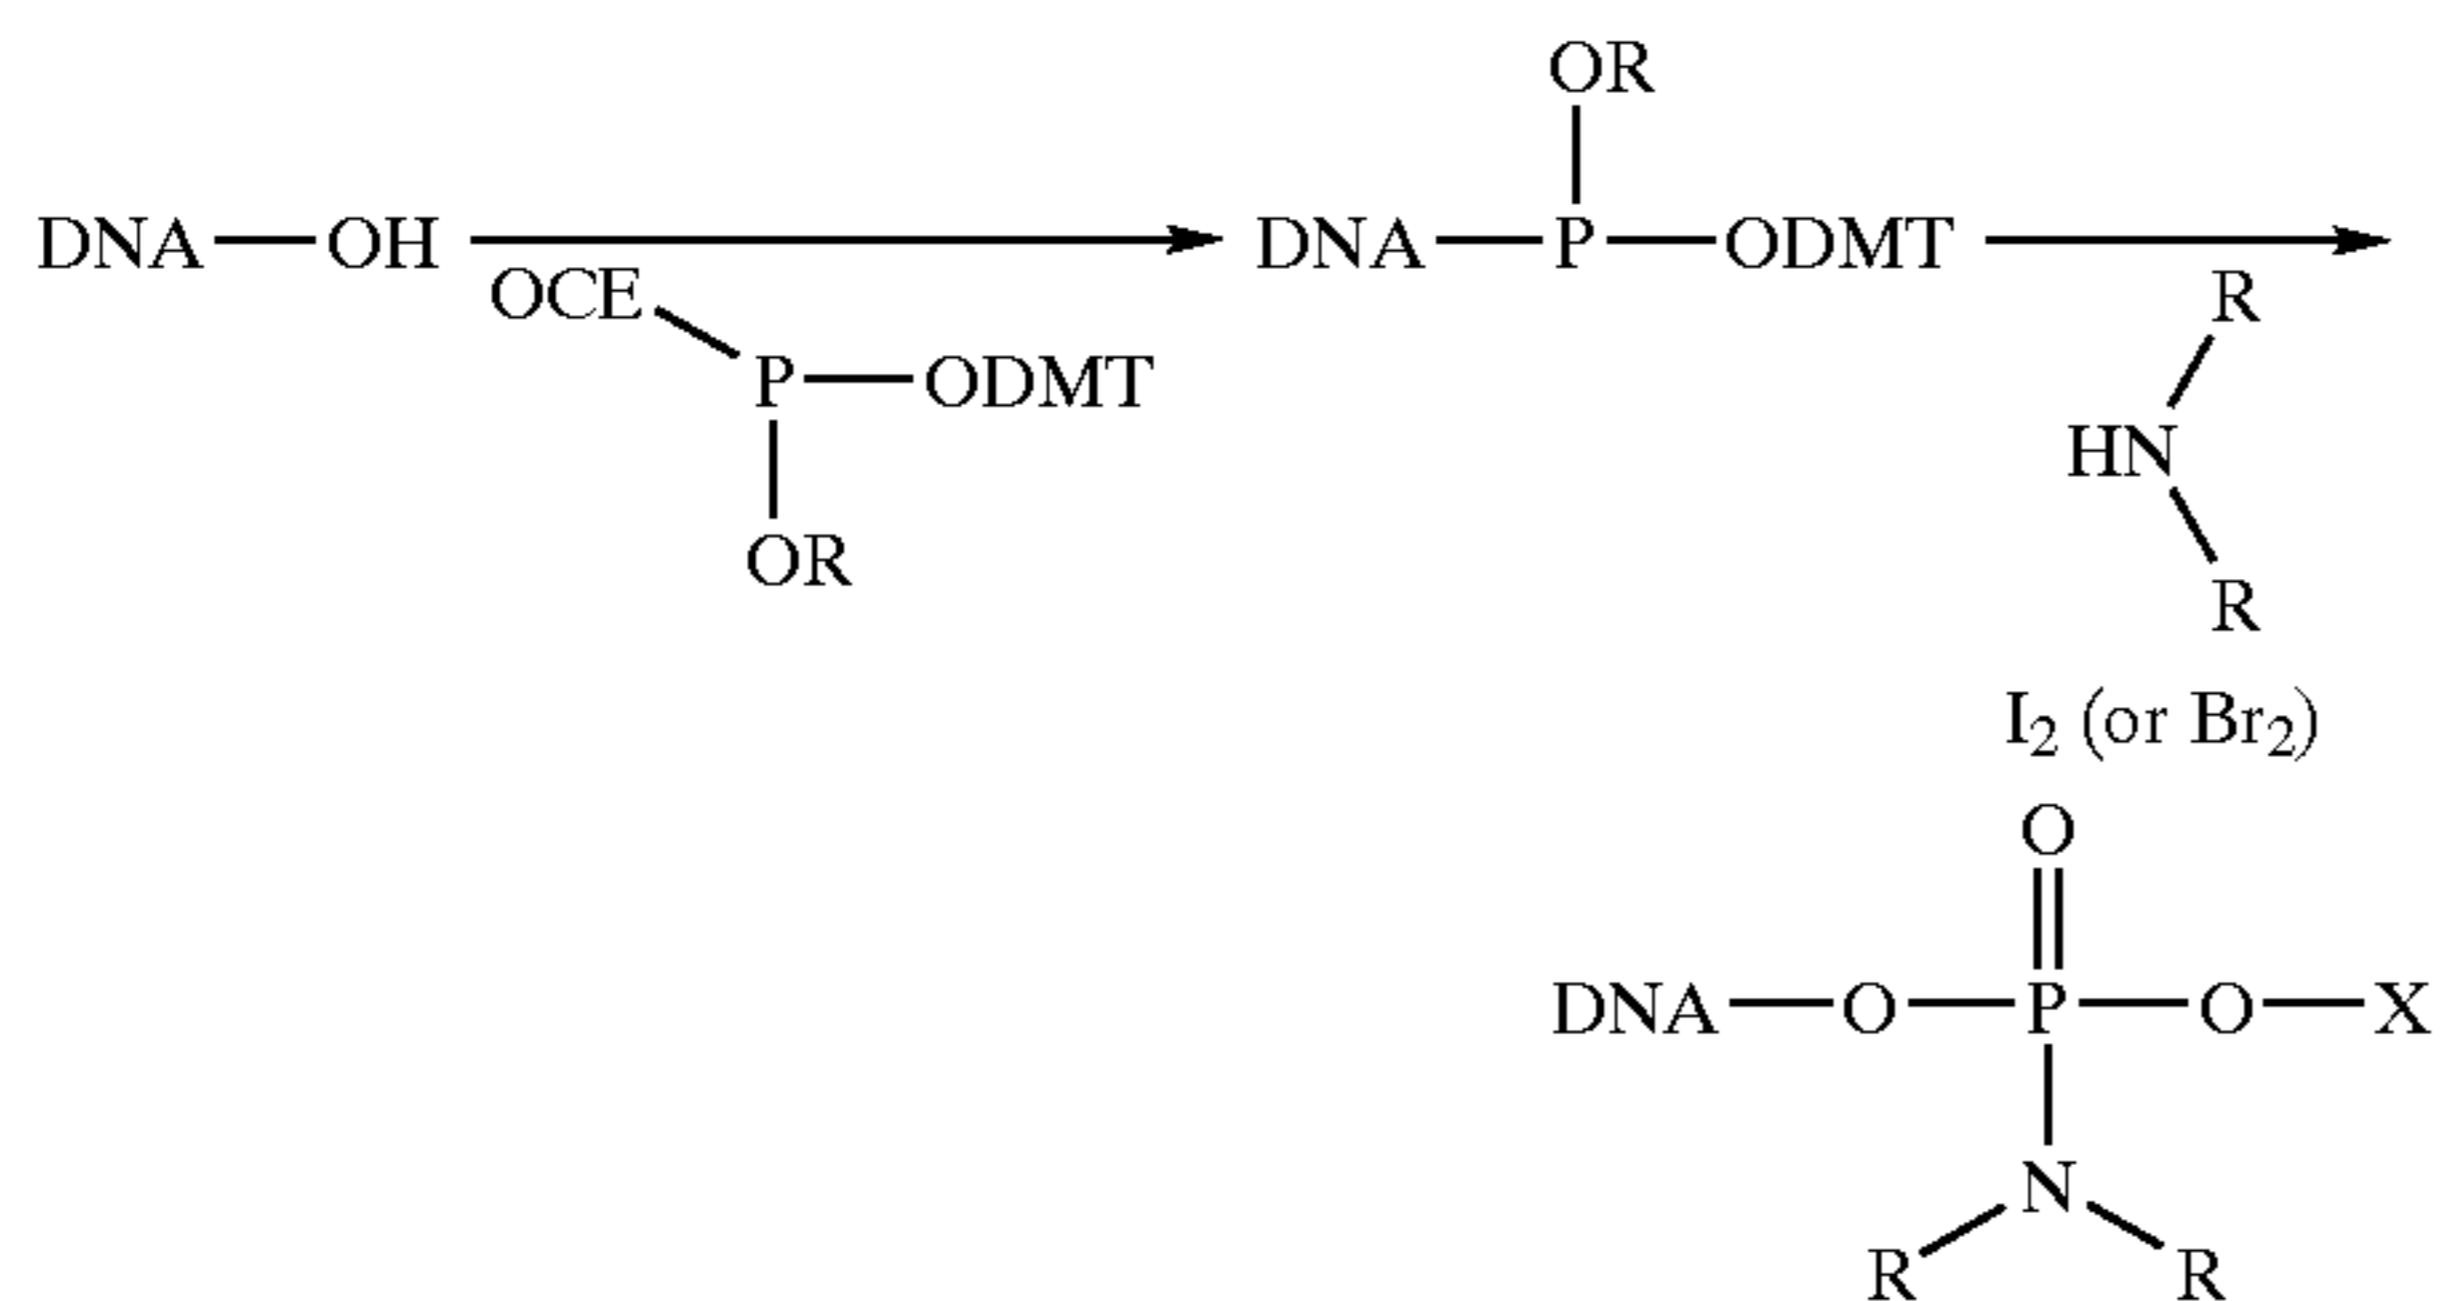 OR
DNA—OH DNA—P—ODMT
OCE
P—ODMT
OR
R
HN
R
I₂ (or Br₂)
O
DNA—O—P—O—X
N
R R